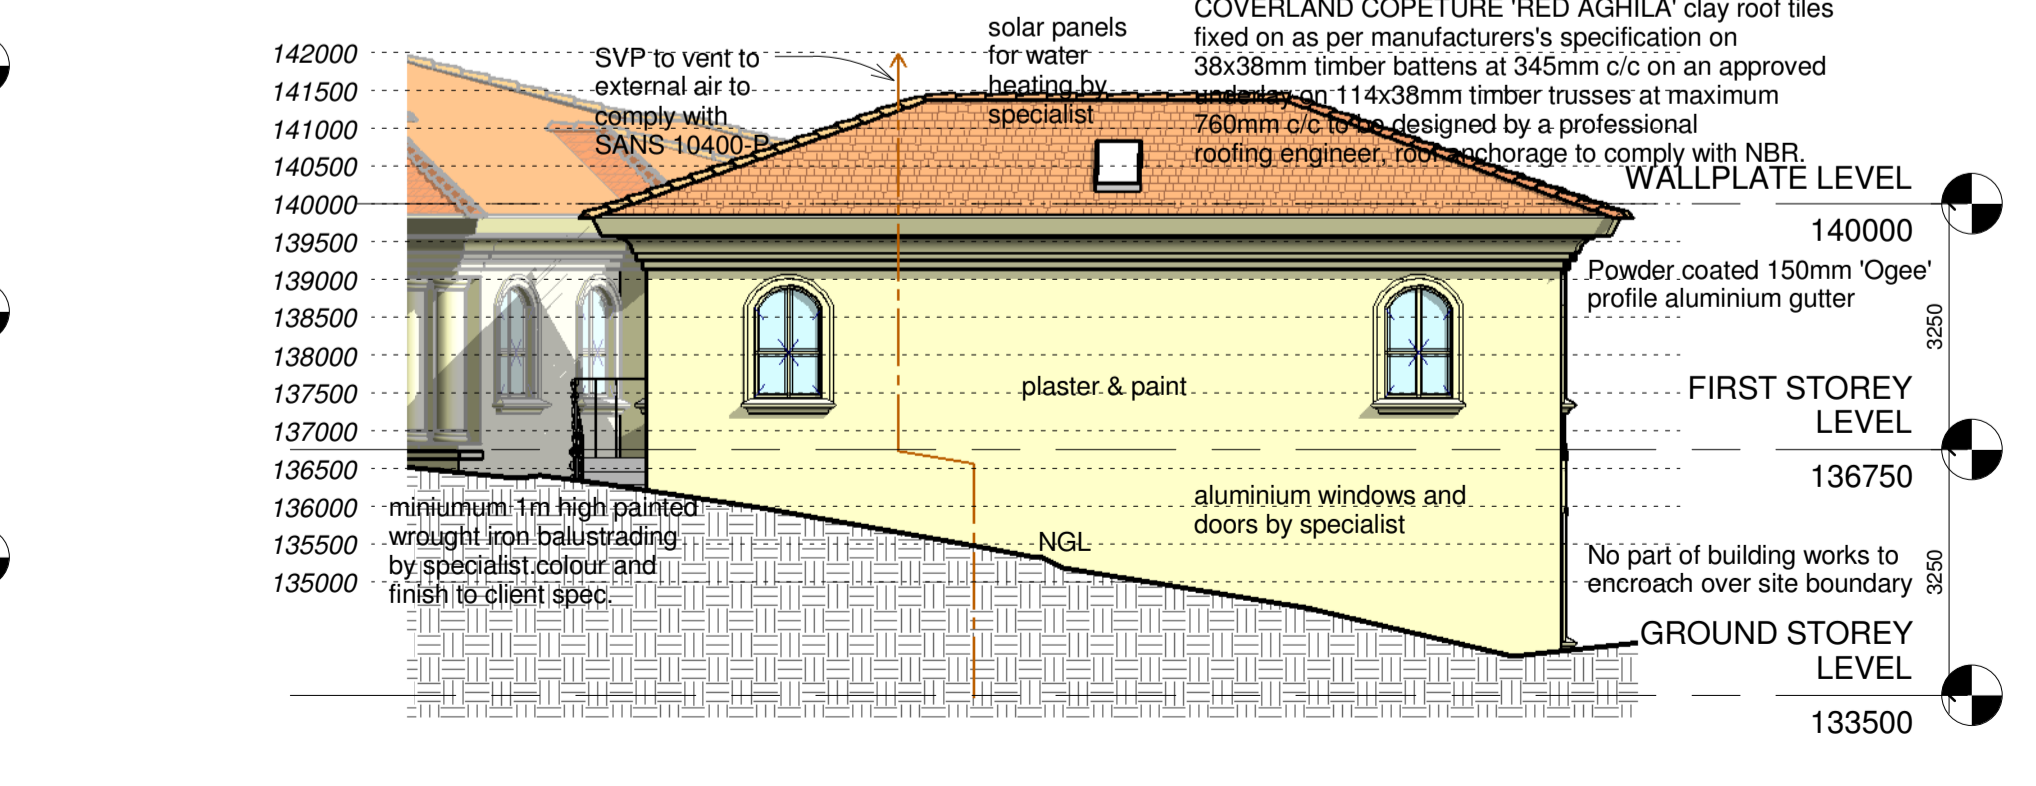 COVERLAND COPETURE 'RED AGHILA' clay roof tiles
fixed on as per manufacturers's specification on
38x38mm timber battens at 345mm c/c on an approved
underlay on 114x38mm timber trusses at maximum
760mm c/c to be designed by a professional
roofing engineer, roof anchorage to comply with NBR.
solar panels
for water
heating by
specialist
SVP to vent to
external air to
comply with
SANS 10400-P
142000
141500
141000
140500
140000
139500
139000
138500
138000
137500
137000
136500
136000
135500
135000
WALLPLATE LEVEL
140000
Powder coated 150mm 'Ogee'
profile aluminium gutter
3250
plaster & paint
FIRST STOREY
LEVEL
136750
aluminium windows and
doors by specialist
miniumum 1m high painted
wrought iron balustrading
by specialist.colour and
finish to client spec.
NGL
No part of building works to
encroach over site boundary
3250
GROUND STOREY
LEVEL
133500